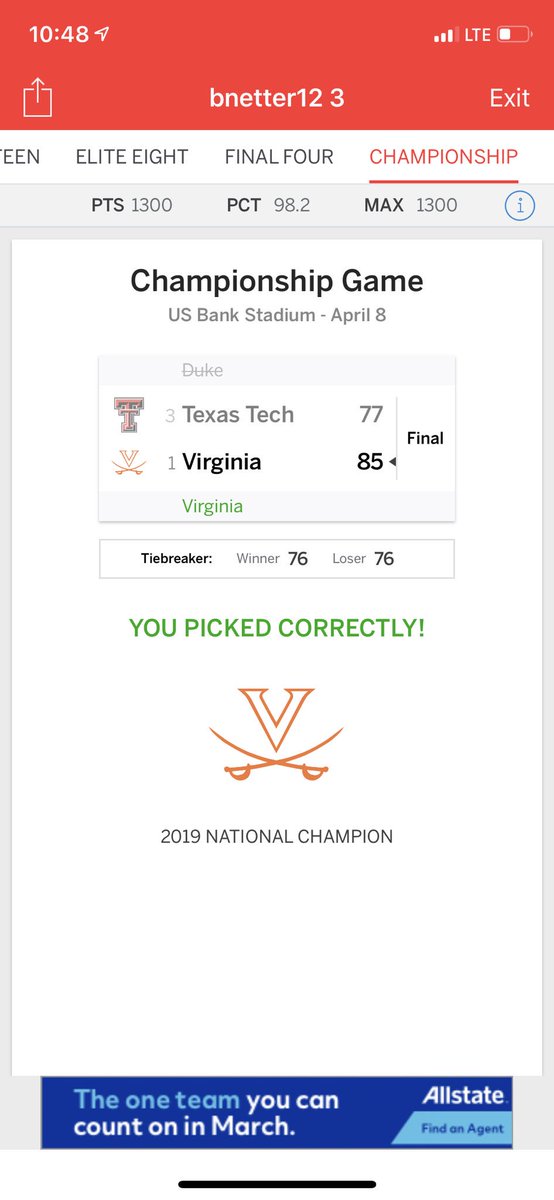 10:48
LTE
bnetter12 3
Exit
TEEN ELITE EIGHT FINAL FOUR CHAMPIONSHIP
PTS 1300 PCT 98.2 MAX 1300 i
Championship Game
US Bank Stadium - April 8
Duke
3 Texas Tech 77
Final
1 Virginia 85
Virginia
Tiebreaker: Winner 76 Loser 76
YOU PICKED CORRECTLY!
2019 NATIONAL CHAMPION
The one team you can
count on in March.
Allstate.
Find an Agent